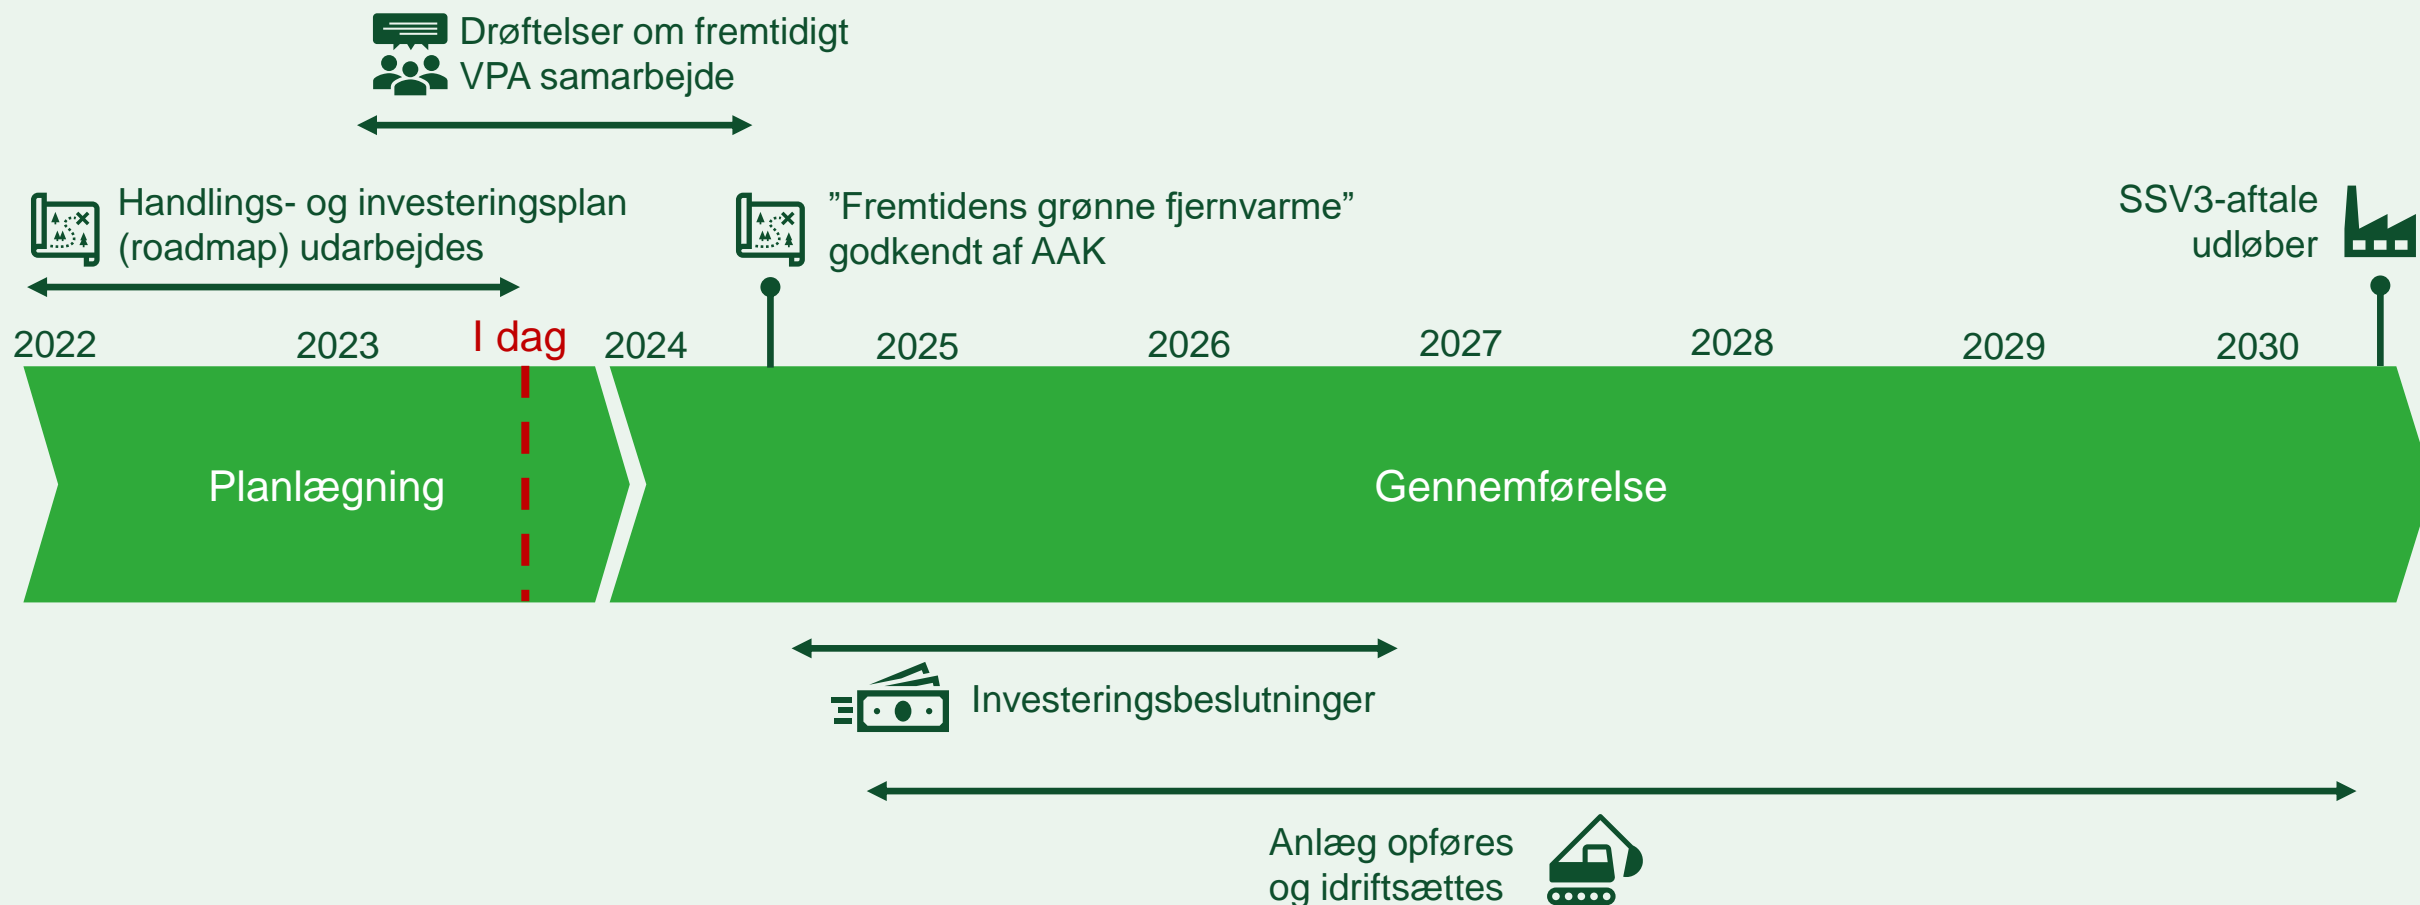 Drøftelser om fremtidigt
VPA samarbejde
Handlings- og investeringsplan
(roadmap) udarbejdes
”Fremtidens grønne fjernvarme”
godkendt af AAK
SSV3-aftale
udløber
2022
2023
I dag
2024
2025
2026
2027
2028
2029
2030
Planlægning
Gennemførelse
Investeringsbeslutninger
Anlæg opføres
og idriftsættes